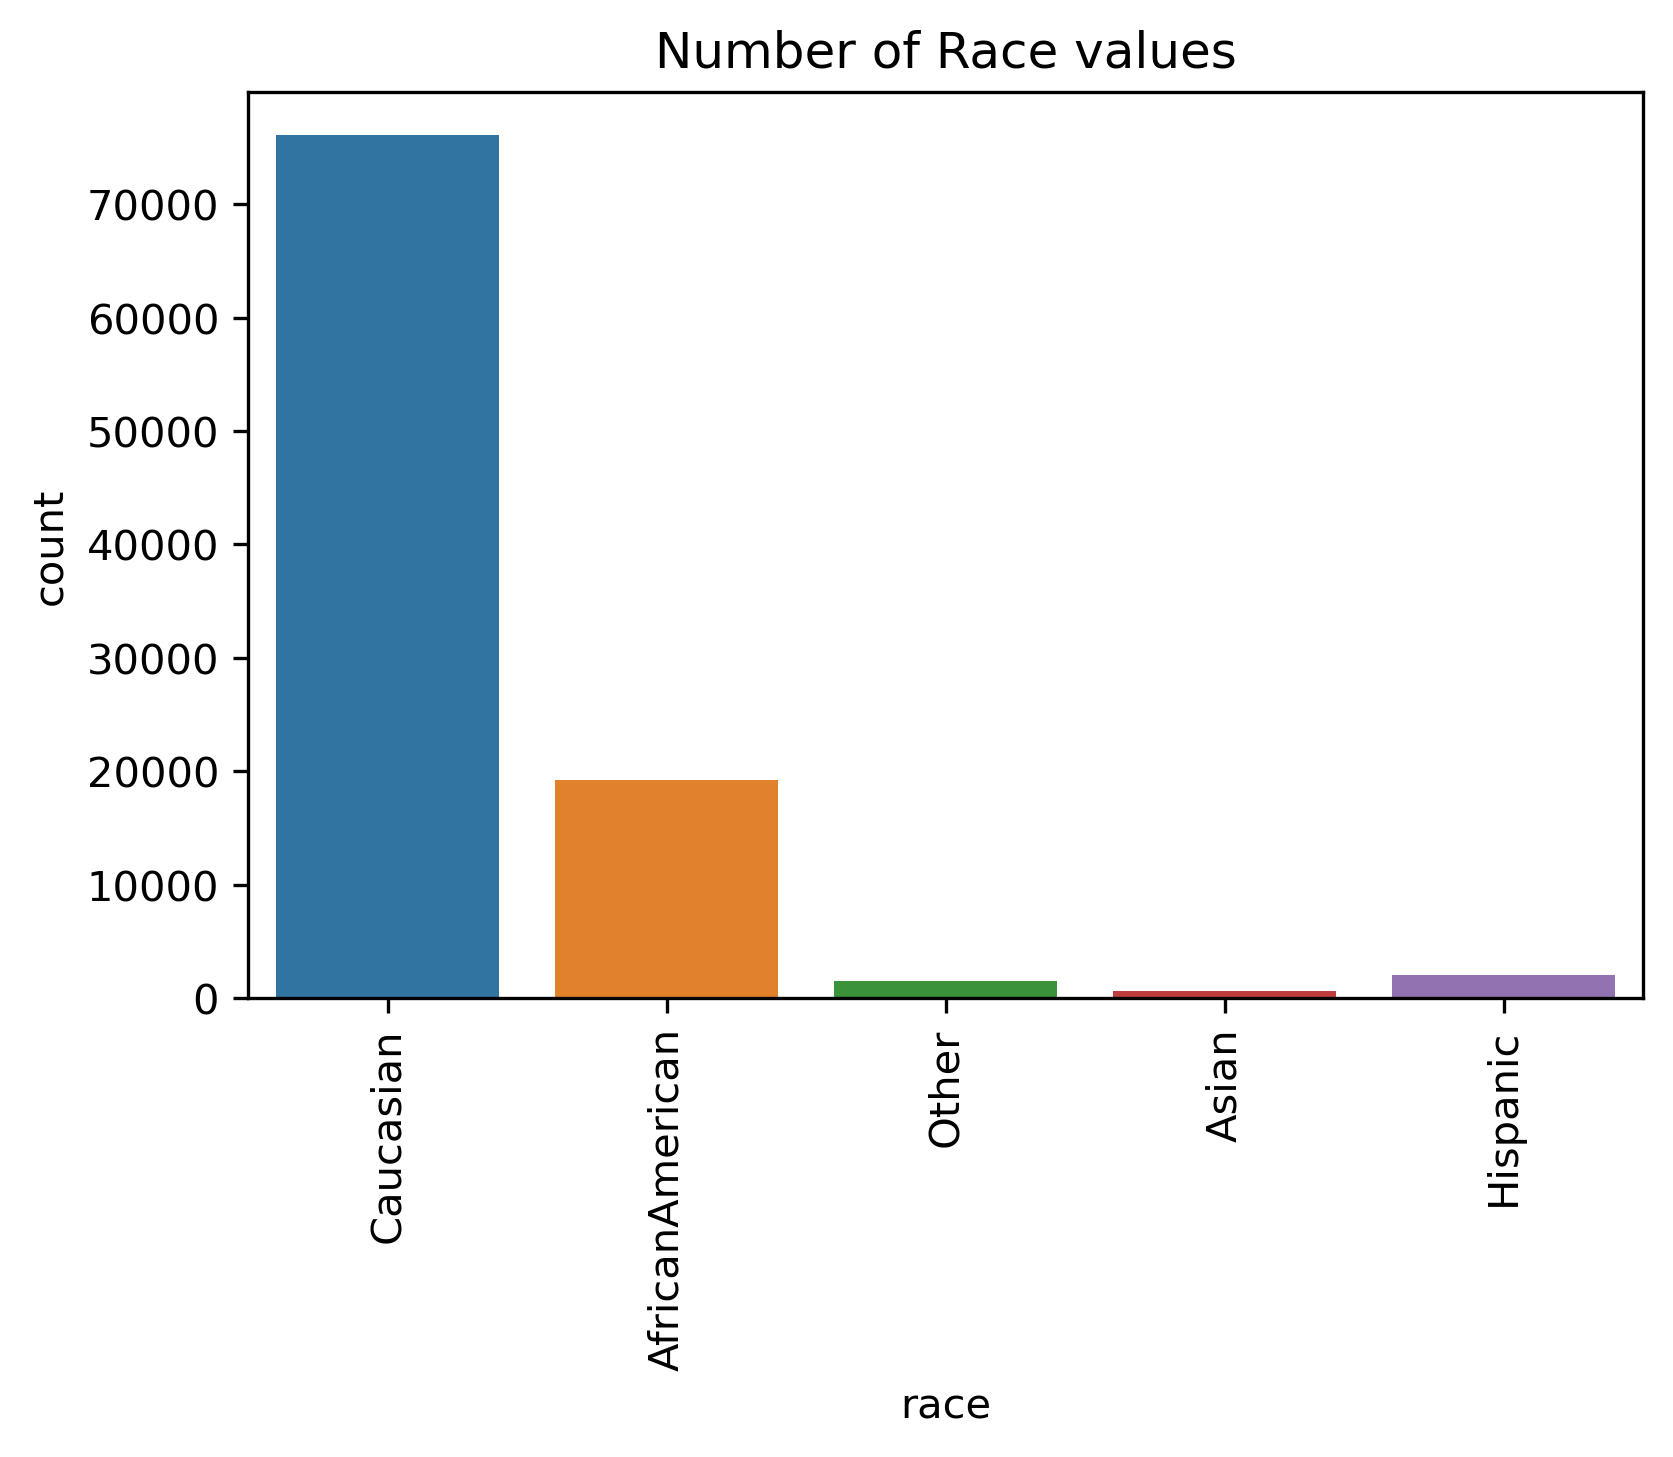 Number of Race values
70000
60000
50000
40000
30000
20000
10000
0
count
Caucasian
AfricanAmerican
Other
Asian
Hispanic
race